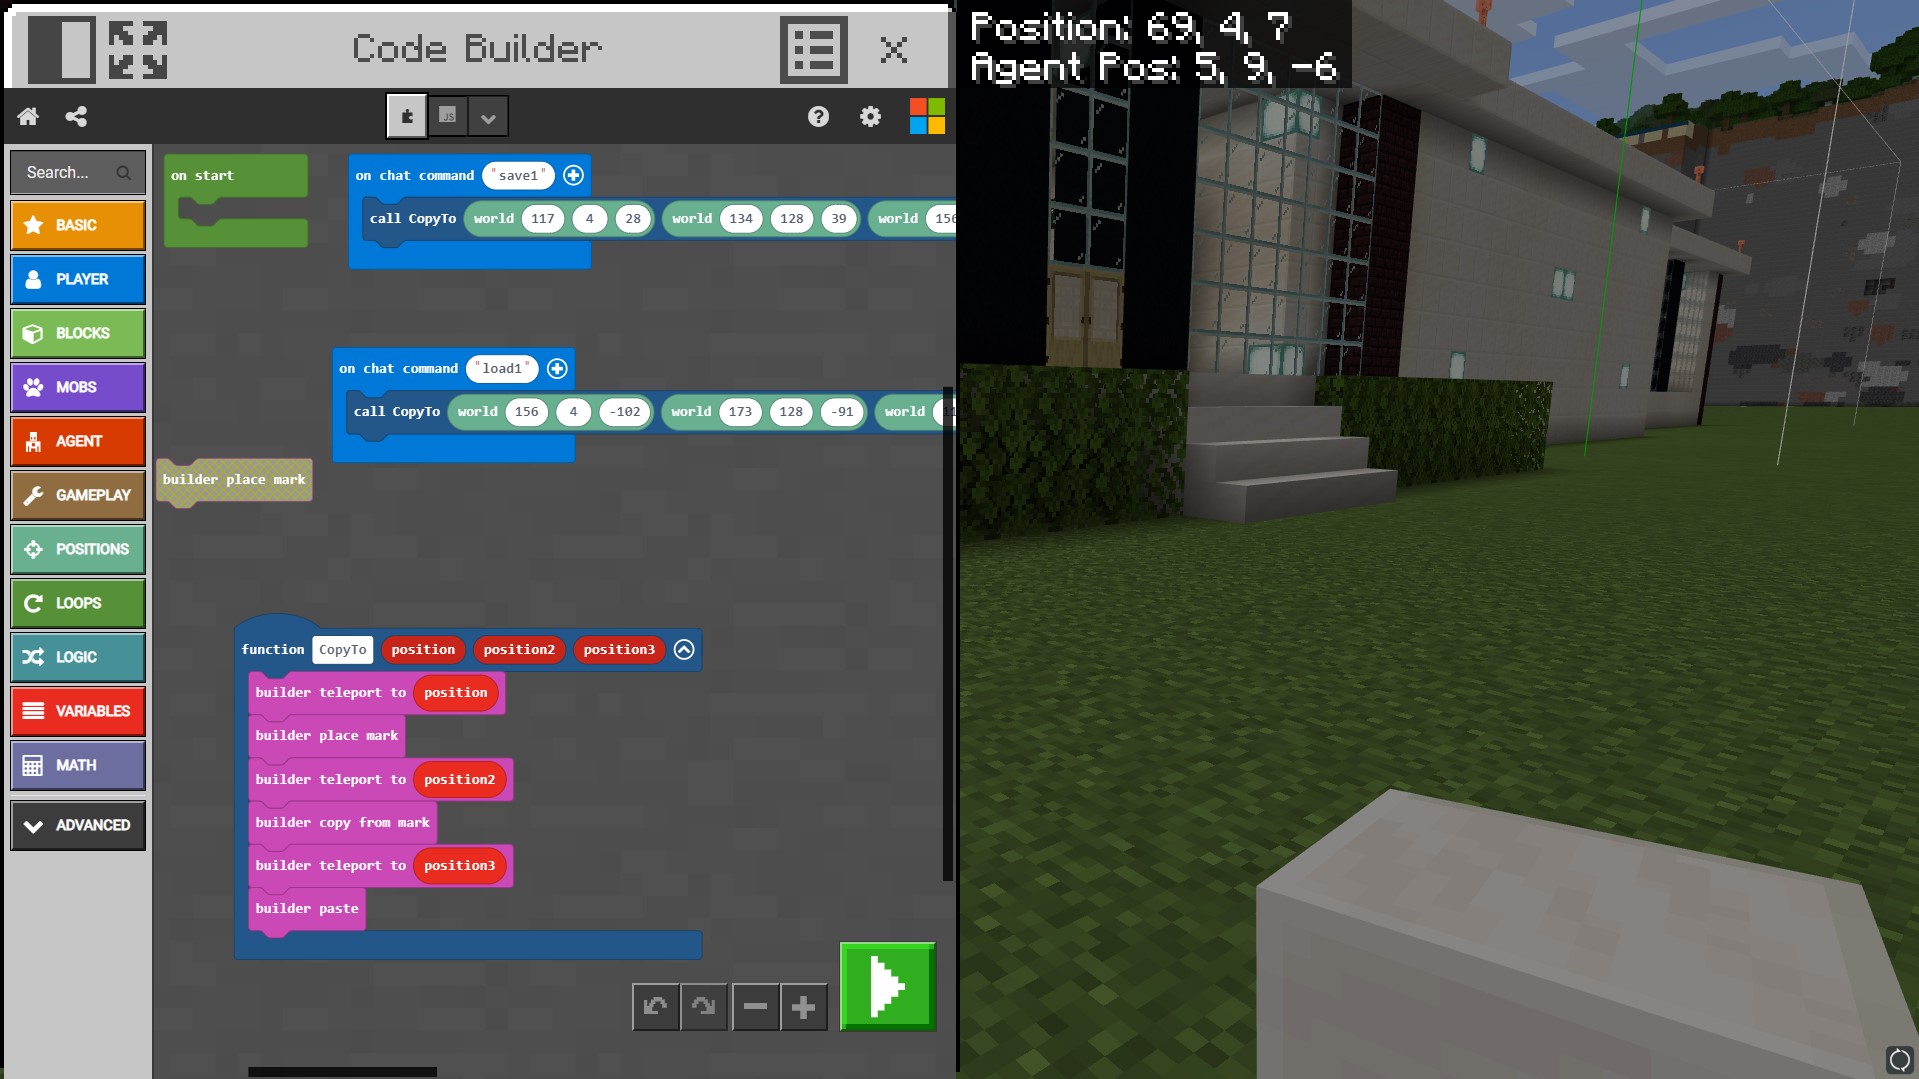 Code Builder
Position: 69, 4, 7
Agent Pos: 5, 9, -6
JS
Search...
BASIC
PLAYER
BLOCKS
MOBS
AGENT
GAMEPLAY
POSITIONS
LOOPS
LOGIC
VARIABLES
MATH
ADVANCED
on start
on chat command "save1"
call CopyTo world 117 4 28 world 134 128 39 world 156
on chat command "load1"
call CopyTo world 156 4 -102 world 173 128 -91 world
builder place mark
function CopyTo position position2 position3
builder teleport to position
builder place mark
builder teleport to position2
builder copy from mark
builder teleport to position3
builder paste